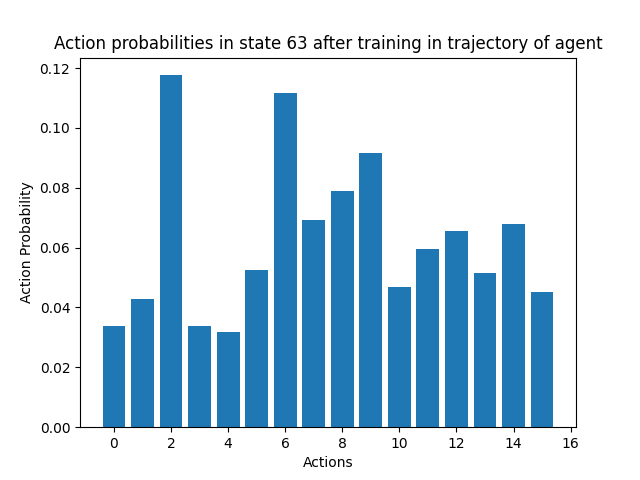 Action probabilities in state 63 after training in trajectory of agent
0.12
0.10
0.08
0.06
0.04
0.02
0.00
Action Probability
0 2 4 6 8 10 12 14 16
Actions